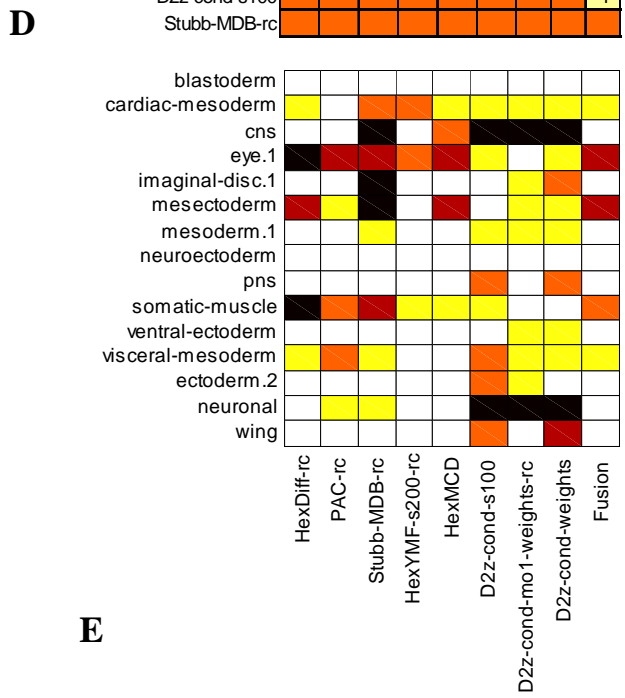 D
Stubb-MDB-rc
blastoderm
cardiac-mesoderm
cns
eye.1
imaginal-disc.1
mesectoderm
mesoderm.1
neuroectoderm
pns
somatic-muscle
ventral-ectoderm
visceral-mesoderm
ectoderm.2
neuronal
wing
HexDiff-rc
PAC-rc
Stubb-MDB-rc
HexYMF-s200-rc
HexMCD
D2z-cond-s100
D2z-cond-mo1-weights-rc
D2z-cond-weights
Fusion
E